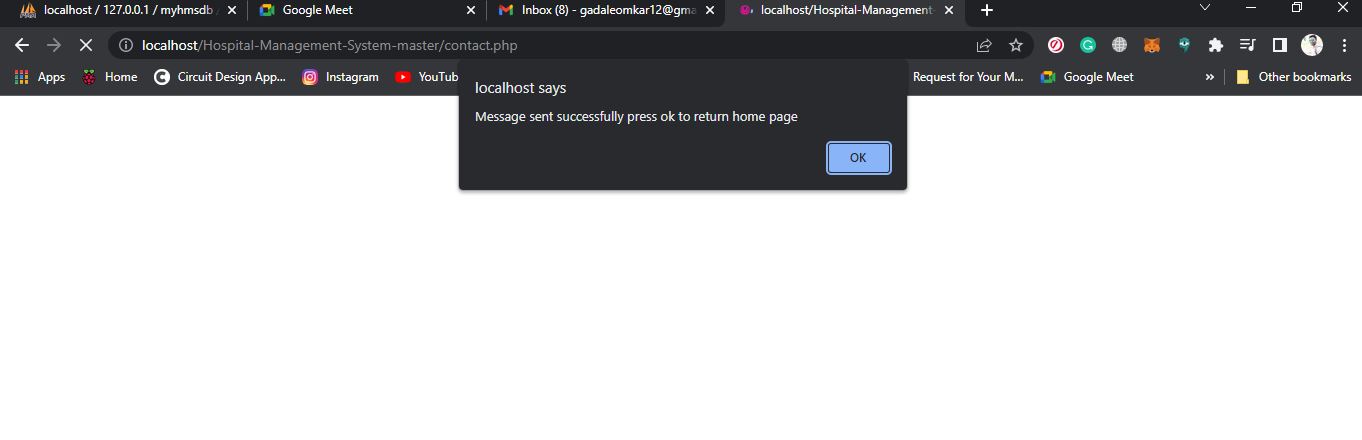 localhost / 127.0.0.1 / myhmsdb /
Google Meet
Inbox (8) - gadaleomkar12@gma
localhost/Hospital-Management-
localhost/Hospital-Management-System-master/contact.php
Apps
Home
Circuit Design App...
Instagram
YouTub
Request for Your M...
Google Meet
»
Other bookmarks
localhost says
Message sent successfully press ok to return home page
OK